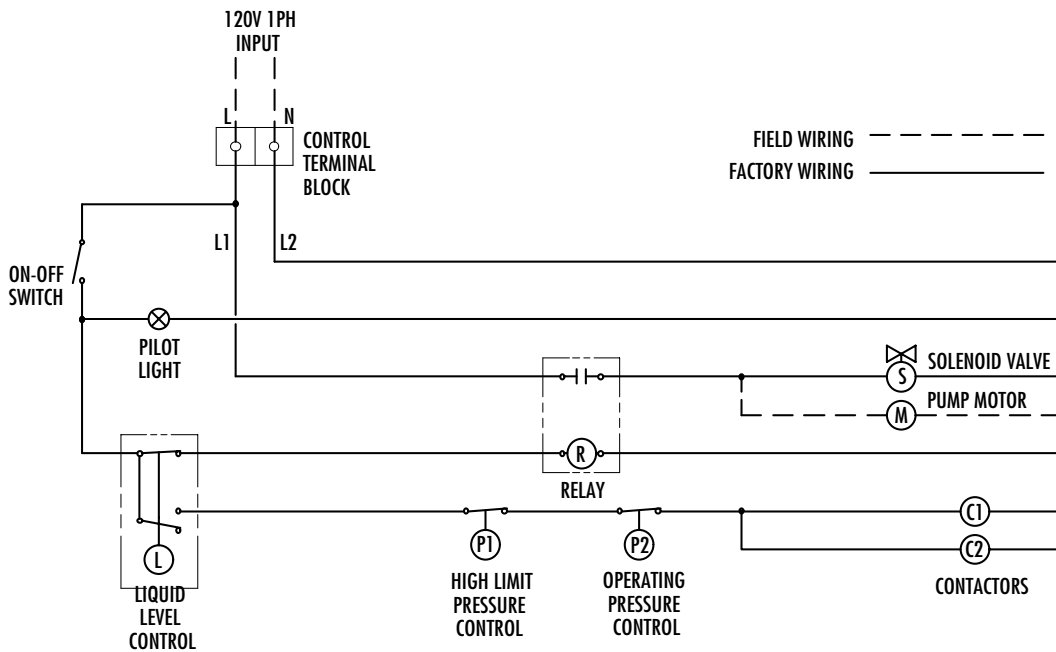 120V 1PH
INPUT
L
N
CONTROL
TERMINAL
BLOCK
FIELD WIRING
FACTORY WIRING
L1
L2
ON-OFF
SWITCH
PILOT
LIGHT
SOLENOID VALVE
S
PUMP MOTOR
M
R
RELAY
C1
P1
P2
C2
L
HIGH LIMIT
PRESSURE
CONTROL
OPERATING
PRESSURE
CONTROL
CONTACTORS
LIQUID
LEVEL
CONTROL